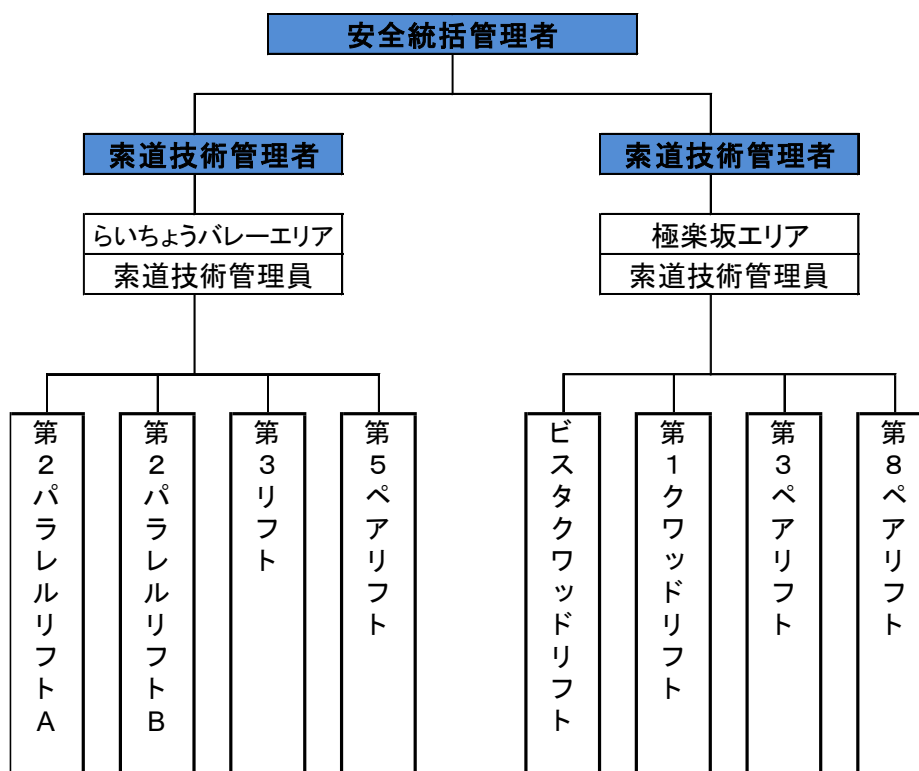 安全統括管理者
索道技術管理者
索道技術管理者
らいちょうバレーエリア
索道技術管理員
極楽坂エリア
索道技術管理員
第２パラレルリフトＡ
第２パラレルリフトＢ
第３リフト
第５ペアリフト
ビスタクワッドリフト
第１クワッドリフト
第３ペアリフト
第８ペアリフト